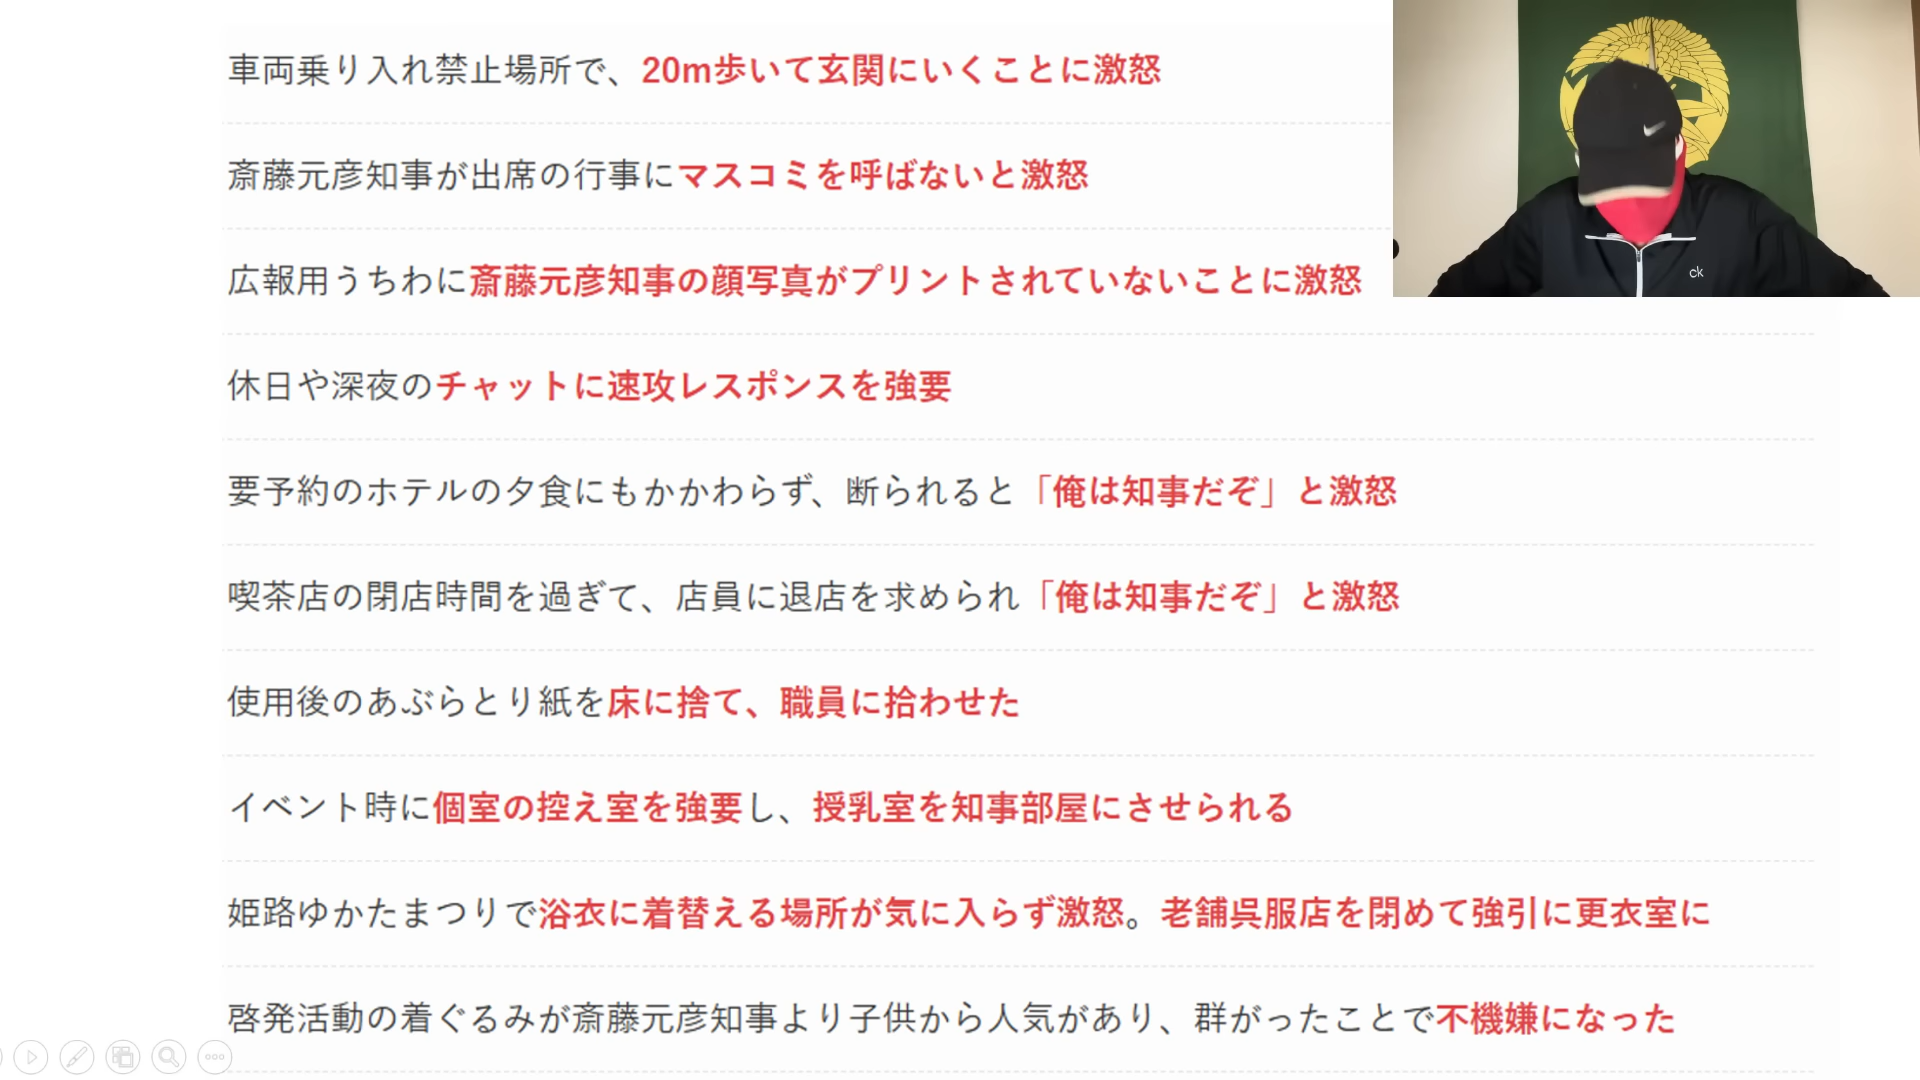 車両乗り入れ禁止場所で、20m歩いて玄関にいくことに激怒
斎藤元彦知事が出席の行事にマスコミを呼ばないと激怒
広報用うちわに斎藤元彦知事の顔写真がプリントされていないことに激怒
休日や深夜のチャットに速攻レスポンスを強要
要予約のホテルの夕食にもかかわらず、断られると「俺は知事だぞ」と激怒
喫茶店の閉店時間を過ぎて、店員に退店を求められ「俺は知事だぞ」と激怒
使用後のあぶらとり紙を床に捨て、職員に拾わせた
イベント時に個室の控え室を強要し、授乳室を知事部屋にさせられる
姫路ゆかたまつりで浴衣に着替える場所が気に入らず激怒。老舗呉服店を閉めて強引に更衣室に
啓発活動の着ぐるみが斎藤元彦知事より子供から人気があり、群がったことで不機嫌になった
ck